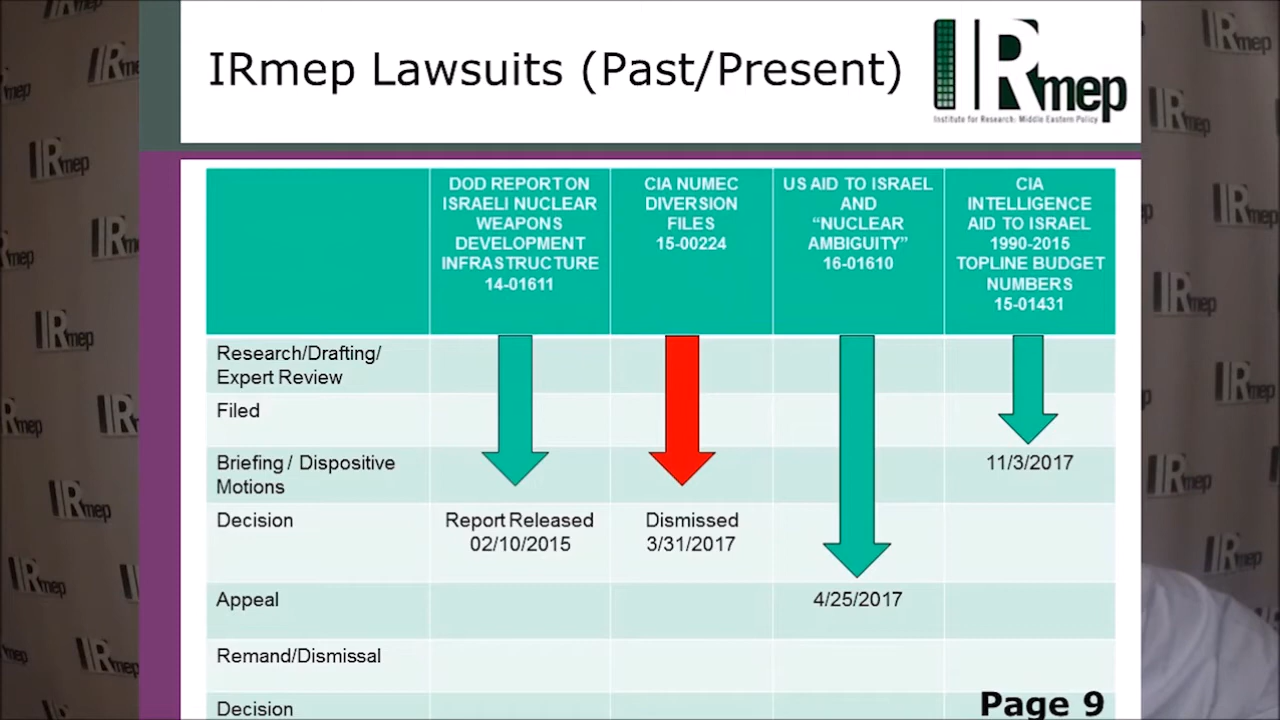 IRmep Lawsuits (Past/Present)
IRmep
Institute for Research: Middle Eastern Policy
DOD REPORT ON
ISRAELI NUCLEAR
WEAPONS
DEVELOPMENT
INFRASTRUCTURE
14-01611
CIA NUMEC
DIVERSION
FILES
15-00224
US AID TO ISRAEL
AND
“NUCLEAR
AMBIGUITY”
16-01610
CIA
INTELLIGENCE
AID TO ISRAEL
1990-2015
TOPLINE BUDGET
NUMBERS
15-01431
Research/Drafting/
Expert Review
Filed
Briefing / Dispositive
Motions
11/3/2017
Decision
Report Released
02/10/2015
Dismissed
3/31/2017
Appeal
4/25/2017
Remand/Dismissal
Decision
Page 9